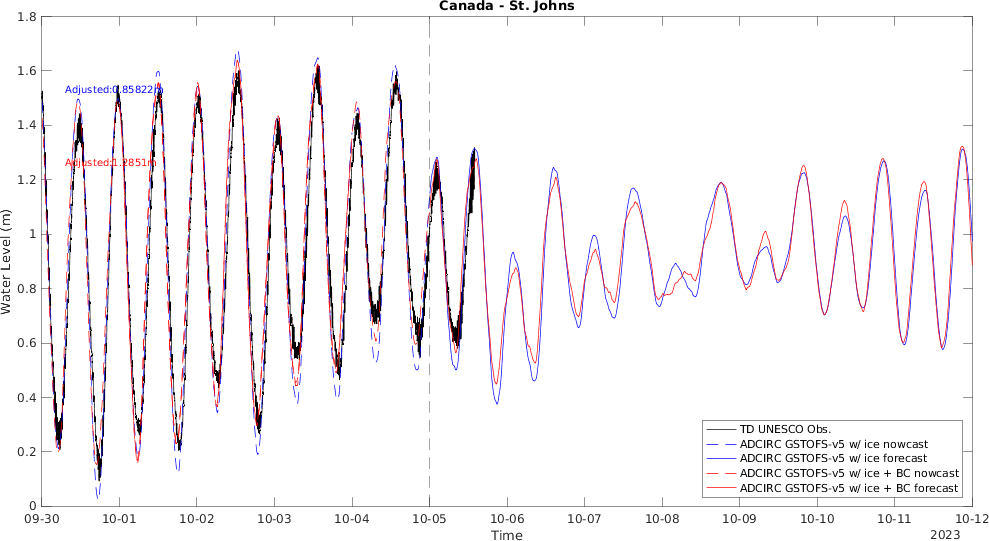 Canada - St. Johns
1.8
1.6
1.4
1.2
1
0.8
0.6
0.4
0.2
0
Water Level (m)
Adjusted:0.85822m
Adjusted:1.2851m
TD UNESCO Obs.
ADCIRC GSTOFS-v5 w/ ice nowcast
ADCIRC GSTOFS-v5 w/ ice forecast
ADCIRC GSTOFS-v5 w/ ice + BC nowcast
ADCIRC GSTOFS-v5 w/ ice + BC forecast
09-30 10-01 10-02 10-03 10-04 10-05 10-06 10-07 10-08 10-09 10-10 10-11 10-12
Time
2023